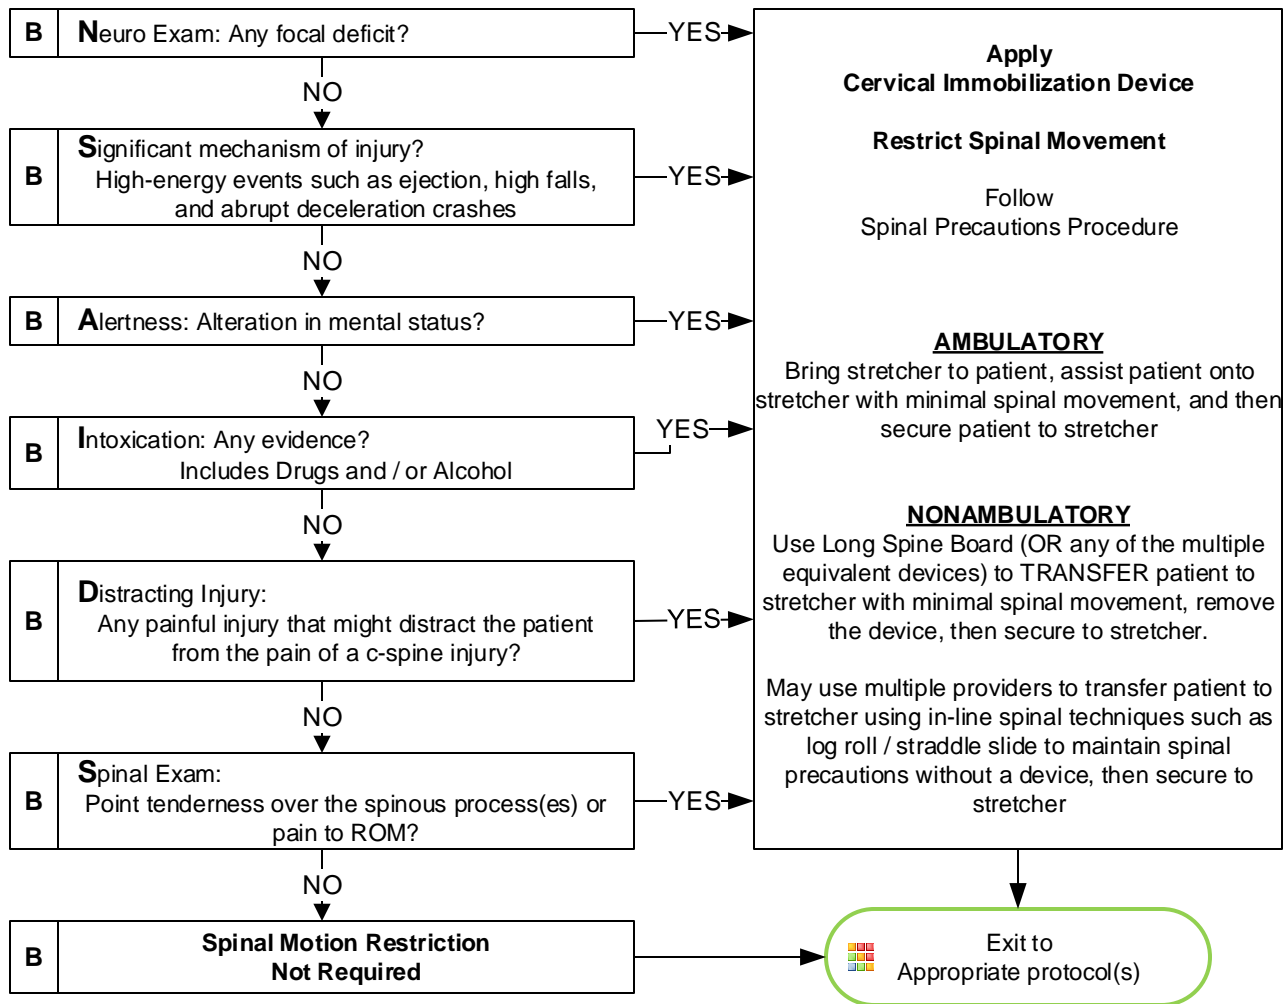 B
Neuro Exam: Any focal deficit?
YES
NO
B
Significant mechanism of injury?
High-energy events such as ejection, high falls,
and abrupt deceleration crashes
YES
NO
B
Alertness: Alteration in mental status?
YES
NO
B
Intoxication: Any evidence?
Includes Drugs and / or Alcohol
YES
NO
B
Distracting Injury:
Any painful injury that might distract the patient
from the pain of a c-spine injury?
YES
NO
B
Spinal Exam:
Point tenderness over the spinous process(es) or
pain to ROM?
YES
NO
B
Spinal Motion Restriction
Not Required
Apply
Cervical Immobilization Device
Restrict Spinal Movement
Follow
Spinal Precautions Procedure
AMBULATORY
Bring stretcher to patient, assist patient onto
stretcher with minimal spinal movement, and then
secure patient to stretcher
NONAMBULATORY
Use Long Spine Board (OR any of the multiple
equivalent devices) to TRANSFER patient to
stretcher with minimal spinal movement, remove
the device, then secure to stretcher.
May use multiple providers to transfer patient to
stretcher using in-line spinal techniques such as
log roll / straddle slide to maintain spinal
precautions without a device, then secure to
stretcher
Exit to
Appropriate protocol(s)